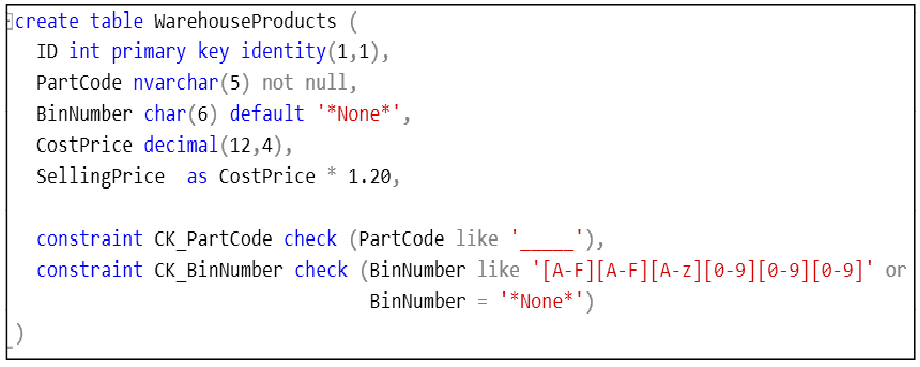 create table WarehouseProducts (
ID int primary key identity(1,1),
PartCode nvarchar(5) not null,
BinNumber char(6) default '*None*',
CostPrice decimal(12,4),
SellingPrice  as CostPrice * 1.20,
constraint CK_PartCode check (PartCode like '_____'),
constraint CK_BinNumber check (BinNumber like '[A-F][A-F][A-z][0-9][0-9][0-9]' or
BinNumber = '*None*')
)